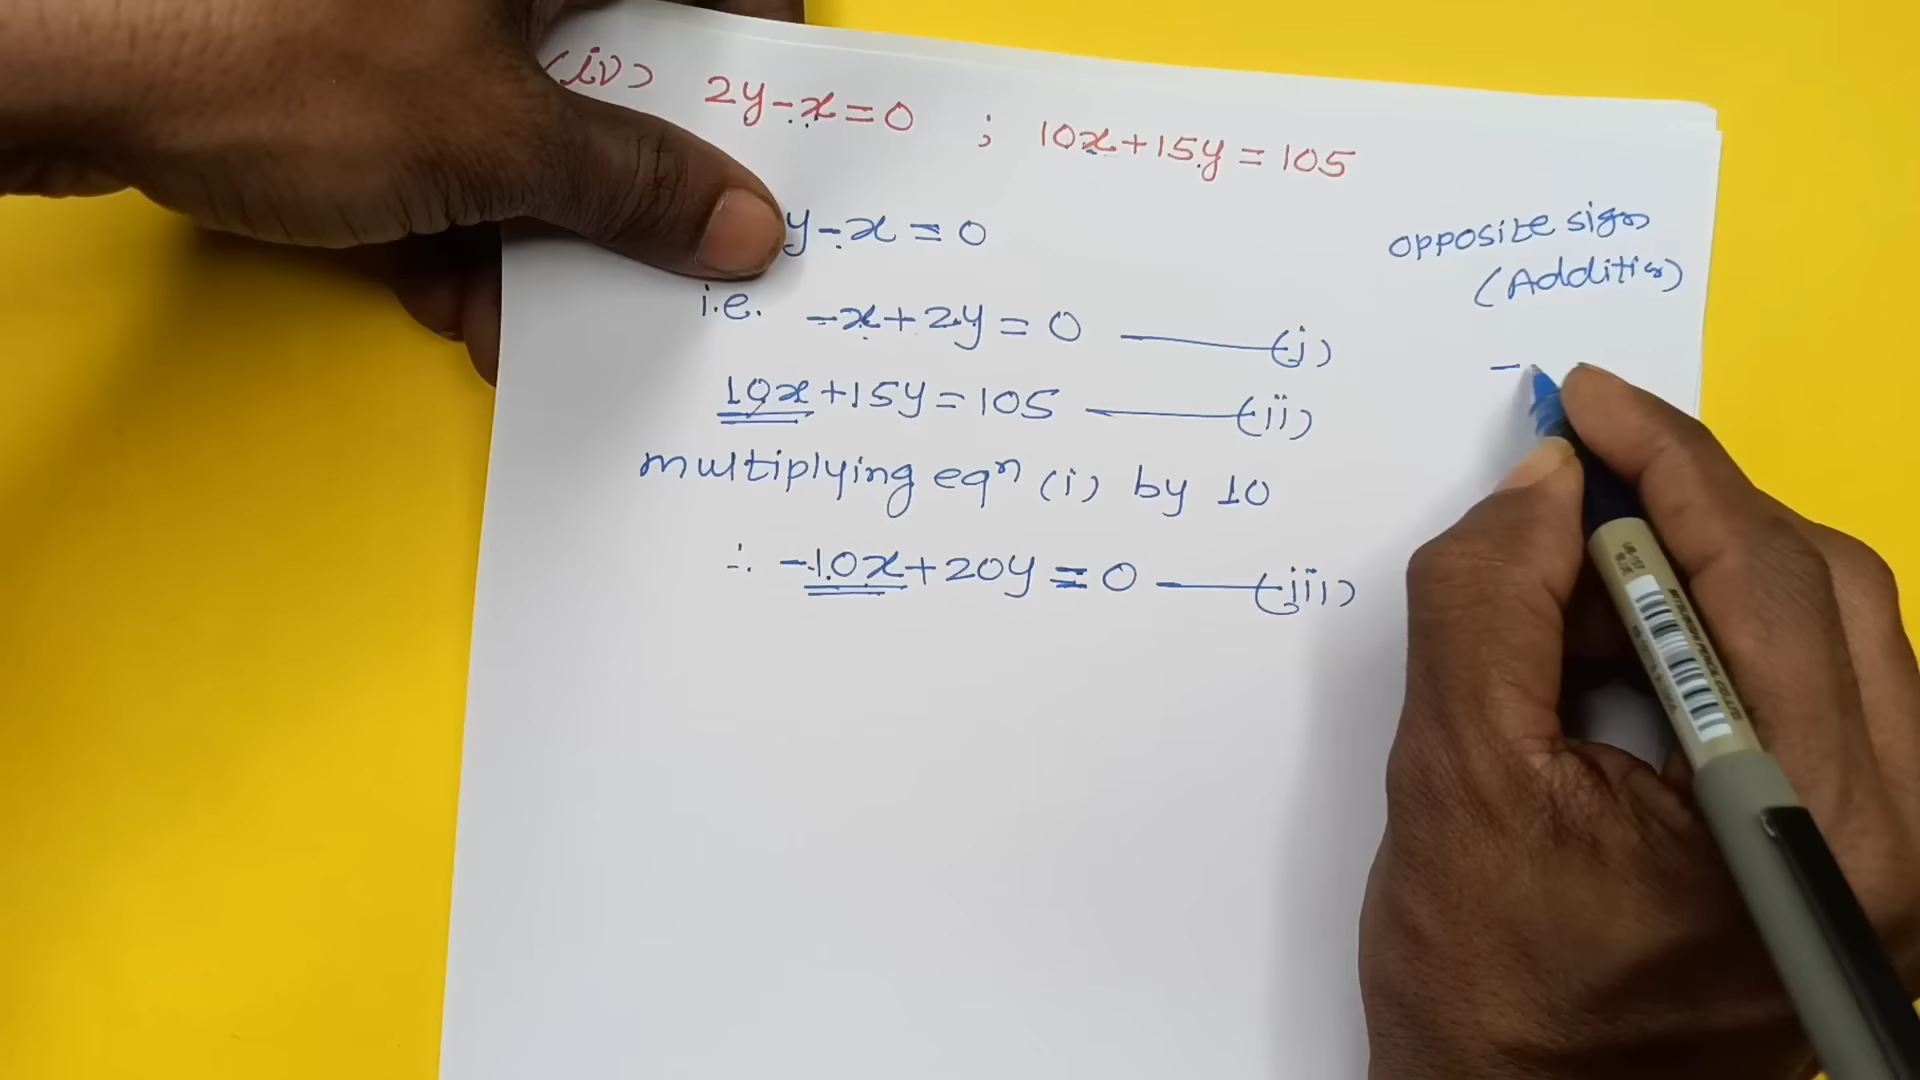 (iv) 2y-x=0 ; 10x+15y=105
y-x=0
i.e. -x+2y=0 —(i)
10x+15y=105 —(ii)
multiplying eqⁿ (i) by 10
∴ -10x+20y=0 —(iii)
opposite sign
(Addition)
-